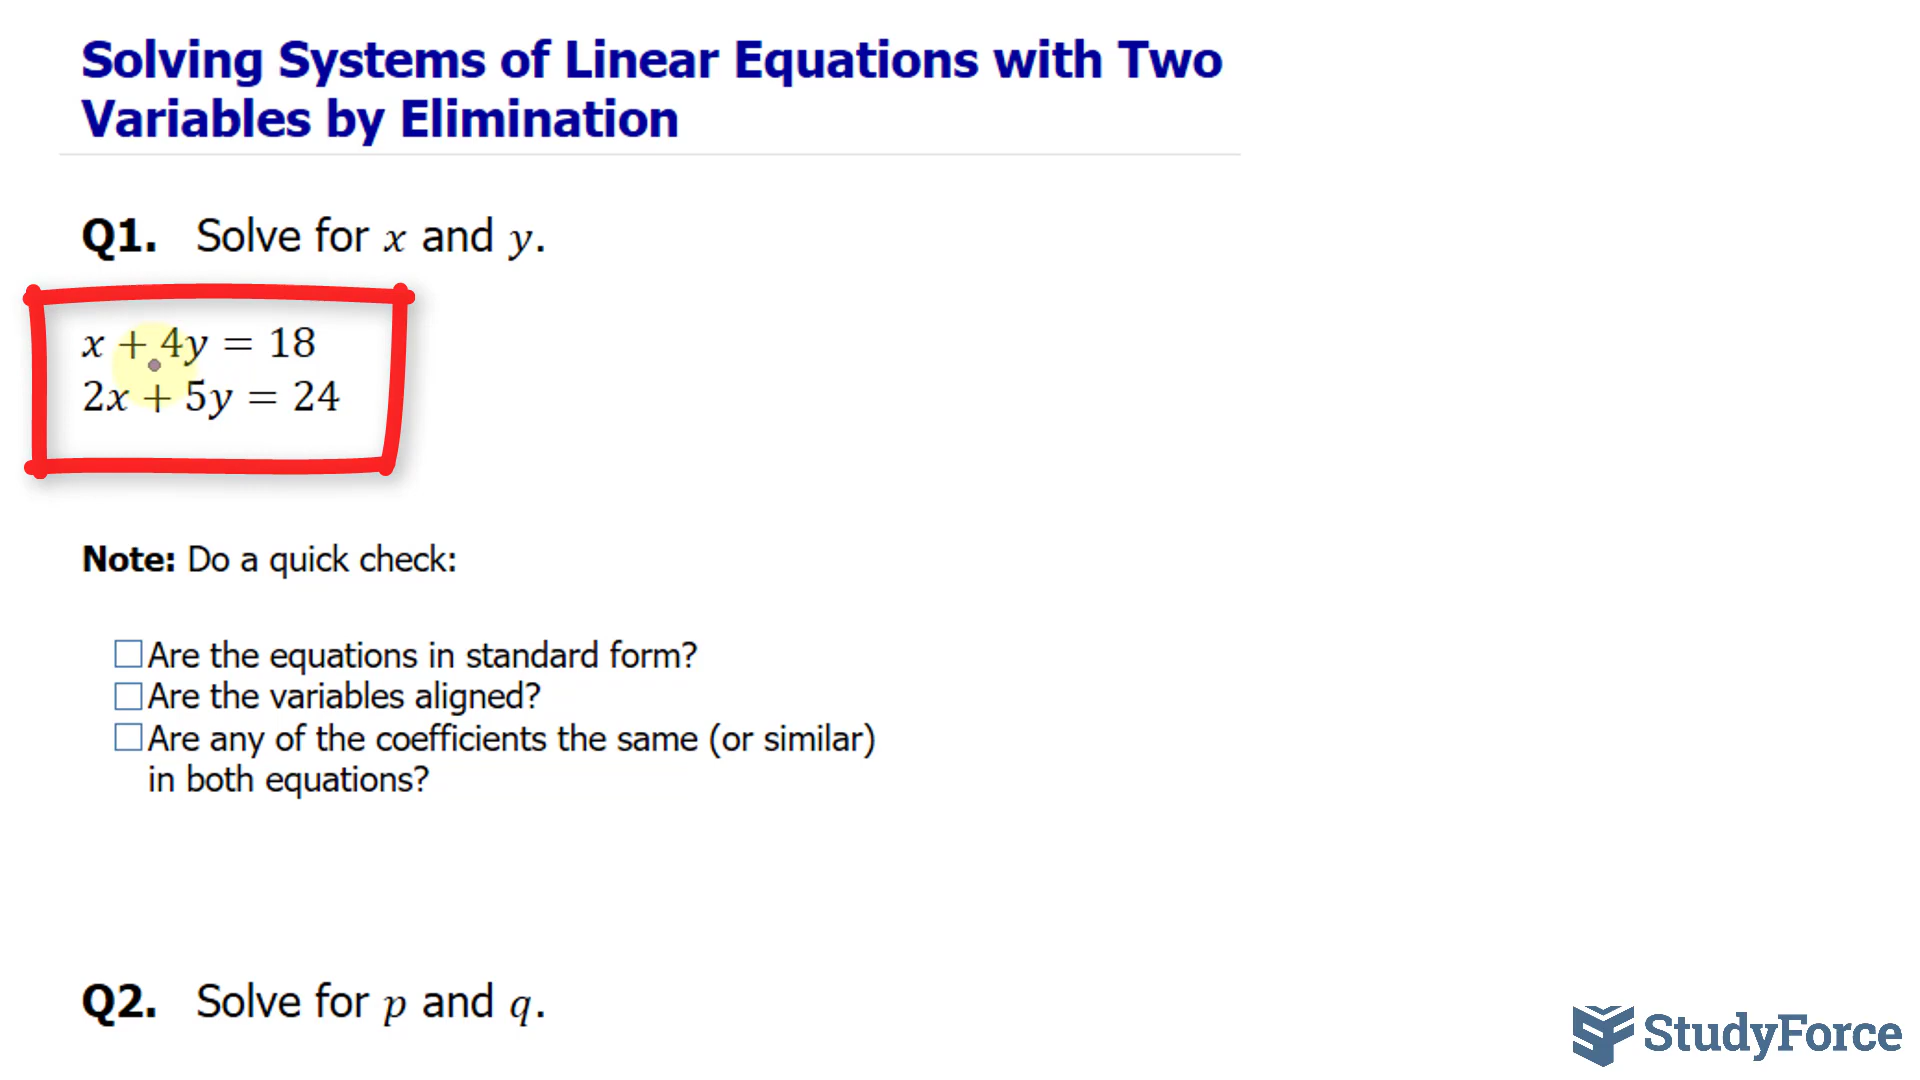 Solving Systems of Linear Equations with Two
Variables by Elimination
Q1. Solve for x and y.
x + 4y = 18
2x + 5y = 24
Note: Do a quick check:
Are the equations in standard form?
Are the variables aligned?
Are any of the coefficients the same (or similar)
in both equations?
Q2. Solve for p and q.
StudyForce